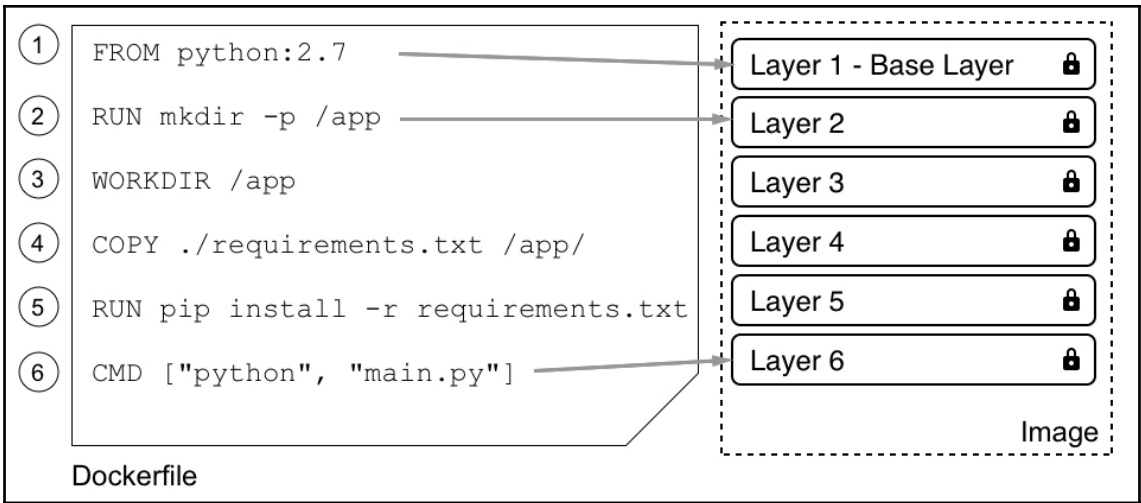 1 FROM python:2.7
2 RUN mkdir -p /app
3 WORKDIR /app
4 COPY ./requirements.txt /app/
5 RUN pip install -r requirements.txt
6 CMD ["python", "main.py"]
Dockerfile
Layer 1 - Base Layer
Layer 2
Layer 3
Layer 4
Layer 5
Layer 6
Image